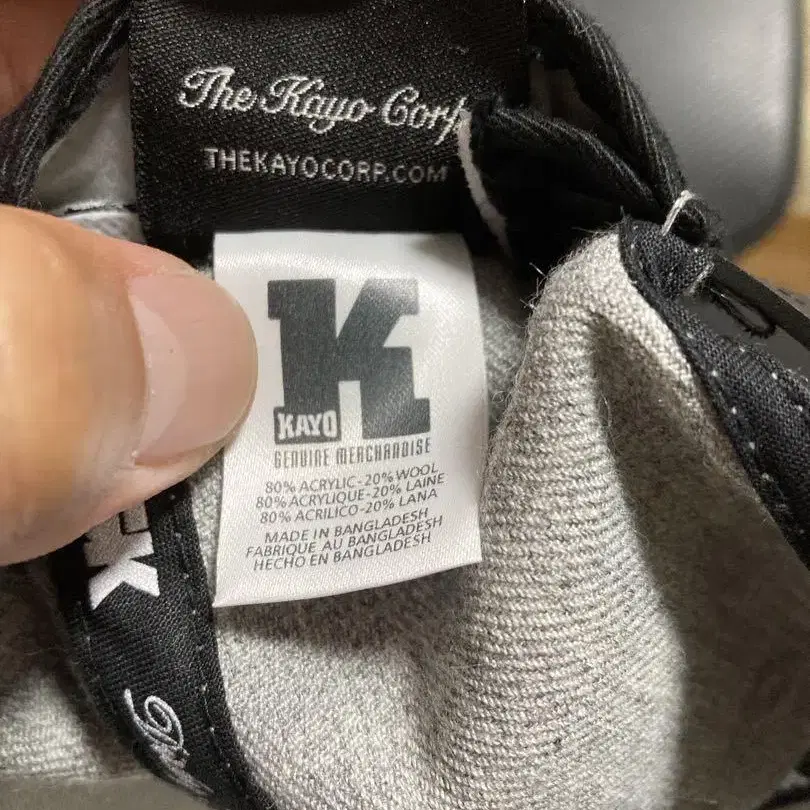 The Kayo Corp
THEKAYOCORP.COM
K
KAYO
GENUINE MERCHANDISE
80% ACRYLIC-20% WOOL
80% ACRYLIQUE-20% LAINE
80% ACRILICO-20% LANA
MADE IN BANGLADESH
FABRIQUE AU BANGLADESH
HECHO EN BANGLADESH
K